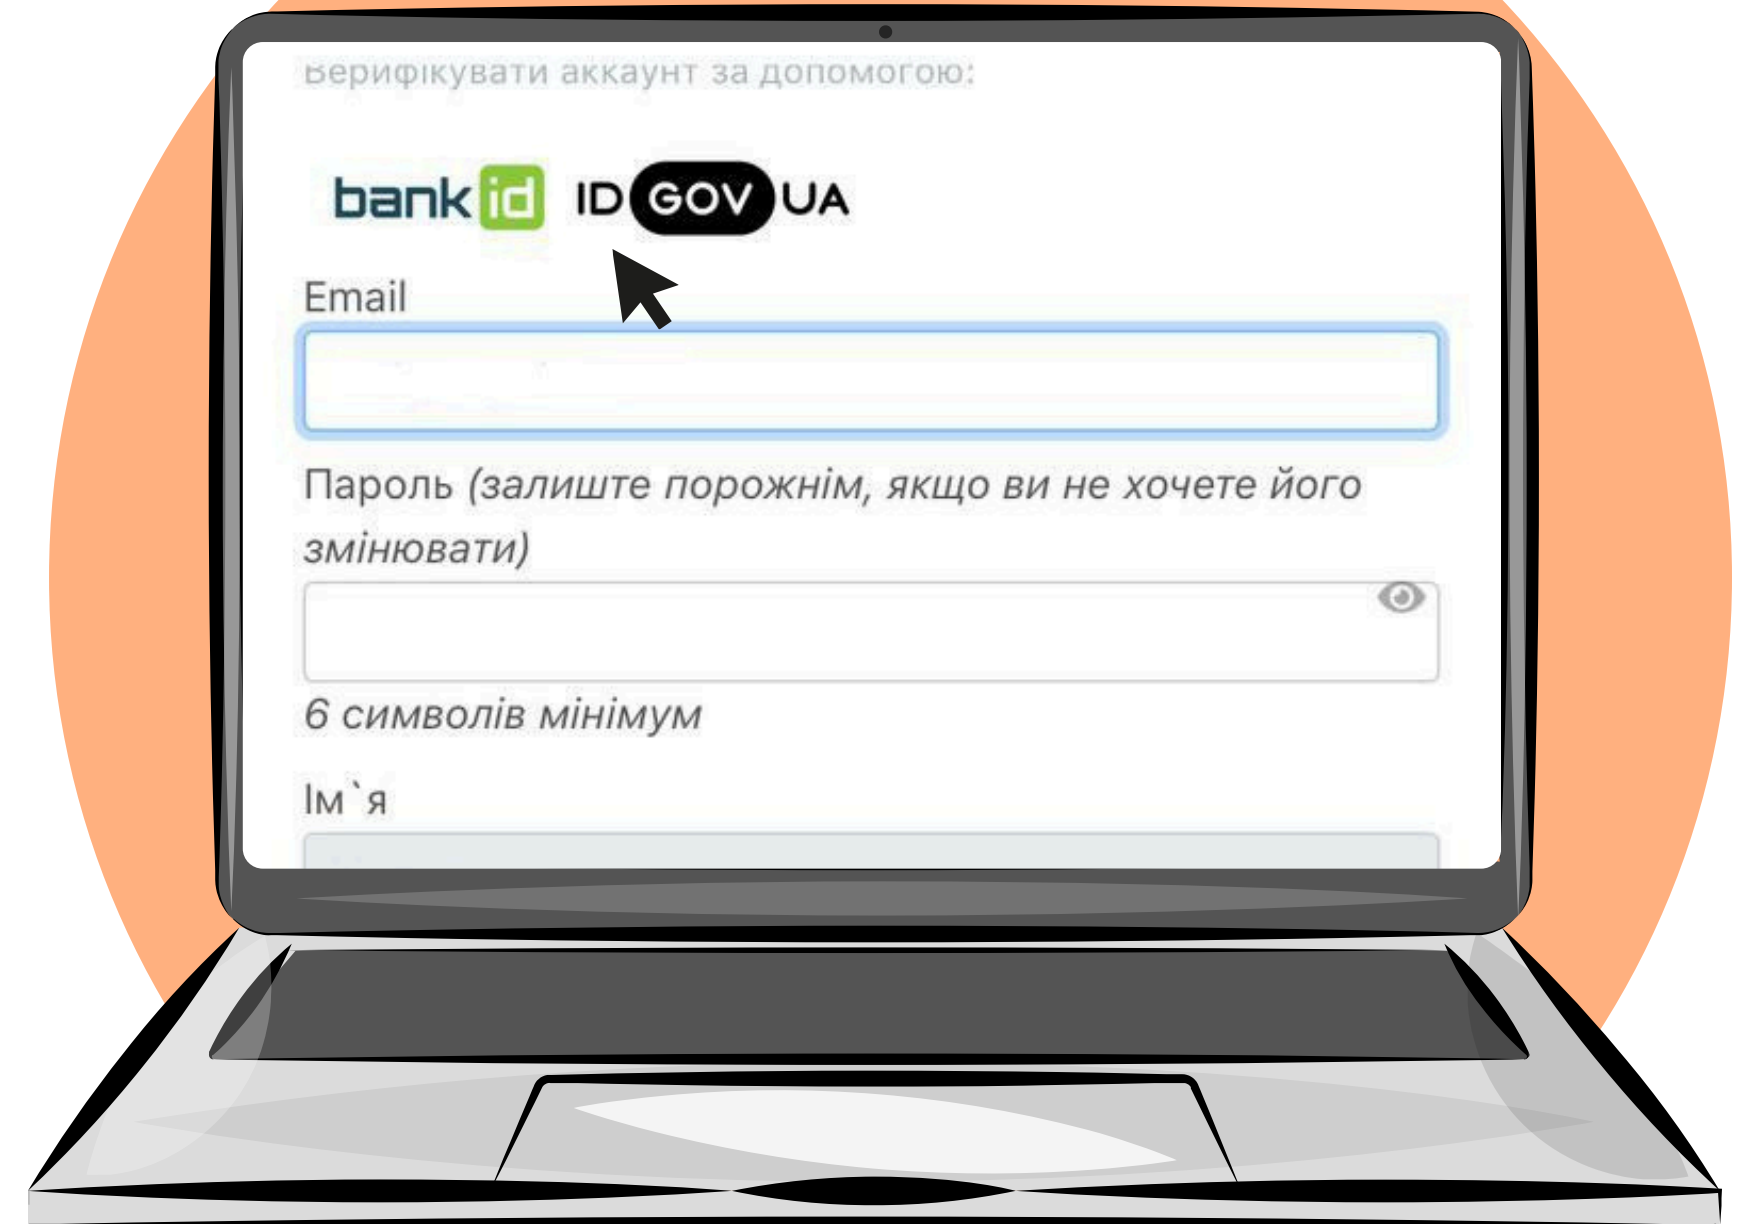 Верифікувати аккаунт за допомогою:
bank id ID GOV UA
Email
Пароль (залиште порожнім, якщо ви не хочете його
змінювати)
6 символів мінімум
Ім`я